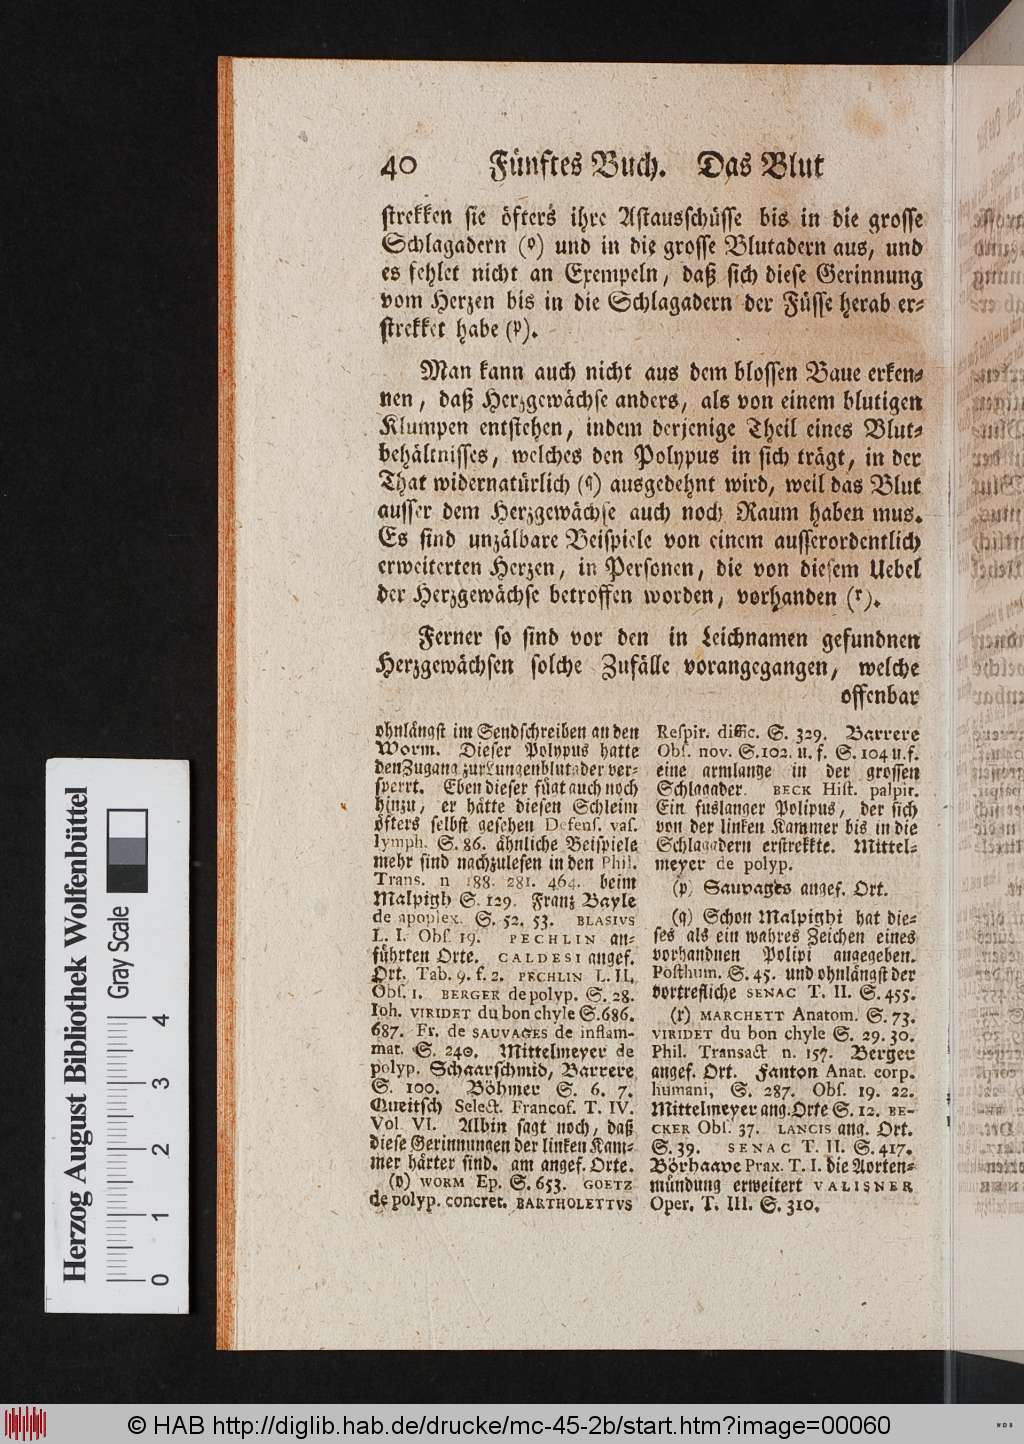 40 Fünftes Buch. Das Blut
strekken sie öfters ihre Astausschüsse bis in die grosse
Schlagadern (o) und in die grosse Blutadern aus, und
es fehlet nicht an Exempeln, daß sich diese Gerinnung
vom Herzen bis in die Schlagadern der Füsse herab er-
strekket habe (p).
Man kann auch nicht aus dem blossen Baue erken-
nen, daß Herzgewächse anders, als von einem blutigen
Klumpen entstehen, indem derjenige Theil eines Blut-
behältnisses, welches den Polypus in sich trägt, in der
That widernatürlich (q) ausgedehnt wird, weil das Blut
ausser dem Herzgewächse auch noch Raum haben mus.
Es sind unzälbare Beispiele von einem ausserordentlich
erweiterten Herzen, in Personen, die von diesem Uebel
der Herzgewächse betroffen worden, vorhanden (r).
Ferner so sind vor den in Leichnamen gefundnen
Herzgewächsen solche Zufälle vorangegangen, welche
offenbar
ohnlängst im Sendschreiben an den
Worm. Dieser Polypus hatte
den Zugang zur Lungenblutader ver-
sperrt. Eben dieser fügt auch noch
hinzu, er hätte diesen Schleim
öfters selbst gesehen Defens. vas.
lymph. S. 86. ähnliche Beispiele
mehr sind nachzulesen in den Phil.
Trans. n 188. 281. 464. beim
Malpigh S. 129. Franz Bayle
de apoplex. S. 52. 53. BLASIVS
L. I. Obs. 19. PECHLIN an-
führten Orte. CALDESI angef.
Ort. Tab. 9. f. 2. PECHLIN L. II.
Obs. 1. BERGER de polyp. S. 28.
Ioh. VIRIDET du bon chyle S. 686.
687. Fr. de SAUVAGES de inflam-
mat. S. 240. Mittelmeyer de
polyp. Schaarschmid, Barrere
S. 100. Böhmer S. 6. 7.
Queitsch Select. Francof. T. IV.
Vol. VI. Albin sagt noch, daß
diese Gerinnungen der linken Kam-
mer härter sind. am angef. Orte.
(o) WORM Ep. S. 653. GOETZ
de polyp. concret. BARTHOLETTVS
Respir. diffic. S. 329. Barrere
Obs. nov. S. 102. u. f. S. 104 u. f.
eine armlange in der grossen
Schlagader. BECK Hist. palpit.
Ein fuslanger Polipus, der sich
von der linken Kammer bis in die
Schlagadern erstrekkte. Mittel-
meyer de polyp.
(p) Sauvages angef. Ort.
(q) Schon Malpighi hat die-
ses als ein wahres Zeichen eines
vorhandnen Polipi angegeben.
Posthum. S. 45. und ohnlängst der
vortrefliche SENAC T. II. S. 455.
(r) MARCHETT Anatom. S. 73.
VIRIDET du bon chyle S. 29. 30.
Phil. Transact n. 157. Berger
angef. Ort. Fanton Anat. corp.
humani, S. 287. Obs. 19. 22.
Mittelmeyer ang. Orte S. 12. BE-
CKER Obs. 37. LANCIS ang. Ort.
S. 39. SENAC T. II. S. 417.
Börhaave Prax. T. I. die Aorten-
mündung erweitert VALISNER
Oper. T. III. S. 310.
Herzog August Bibliothek Wolfenbüttel
Gray Scale
0 1 2 3 4
© HAB http://diglib.hab.de/drucke/mc-45-2b/start.htm?image=00060